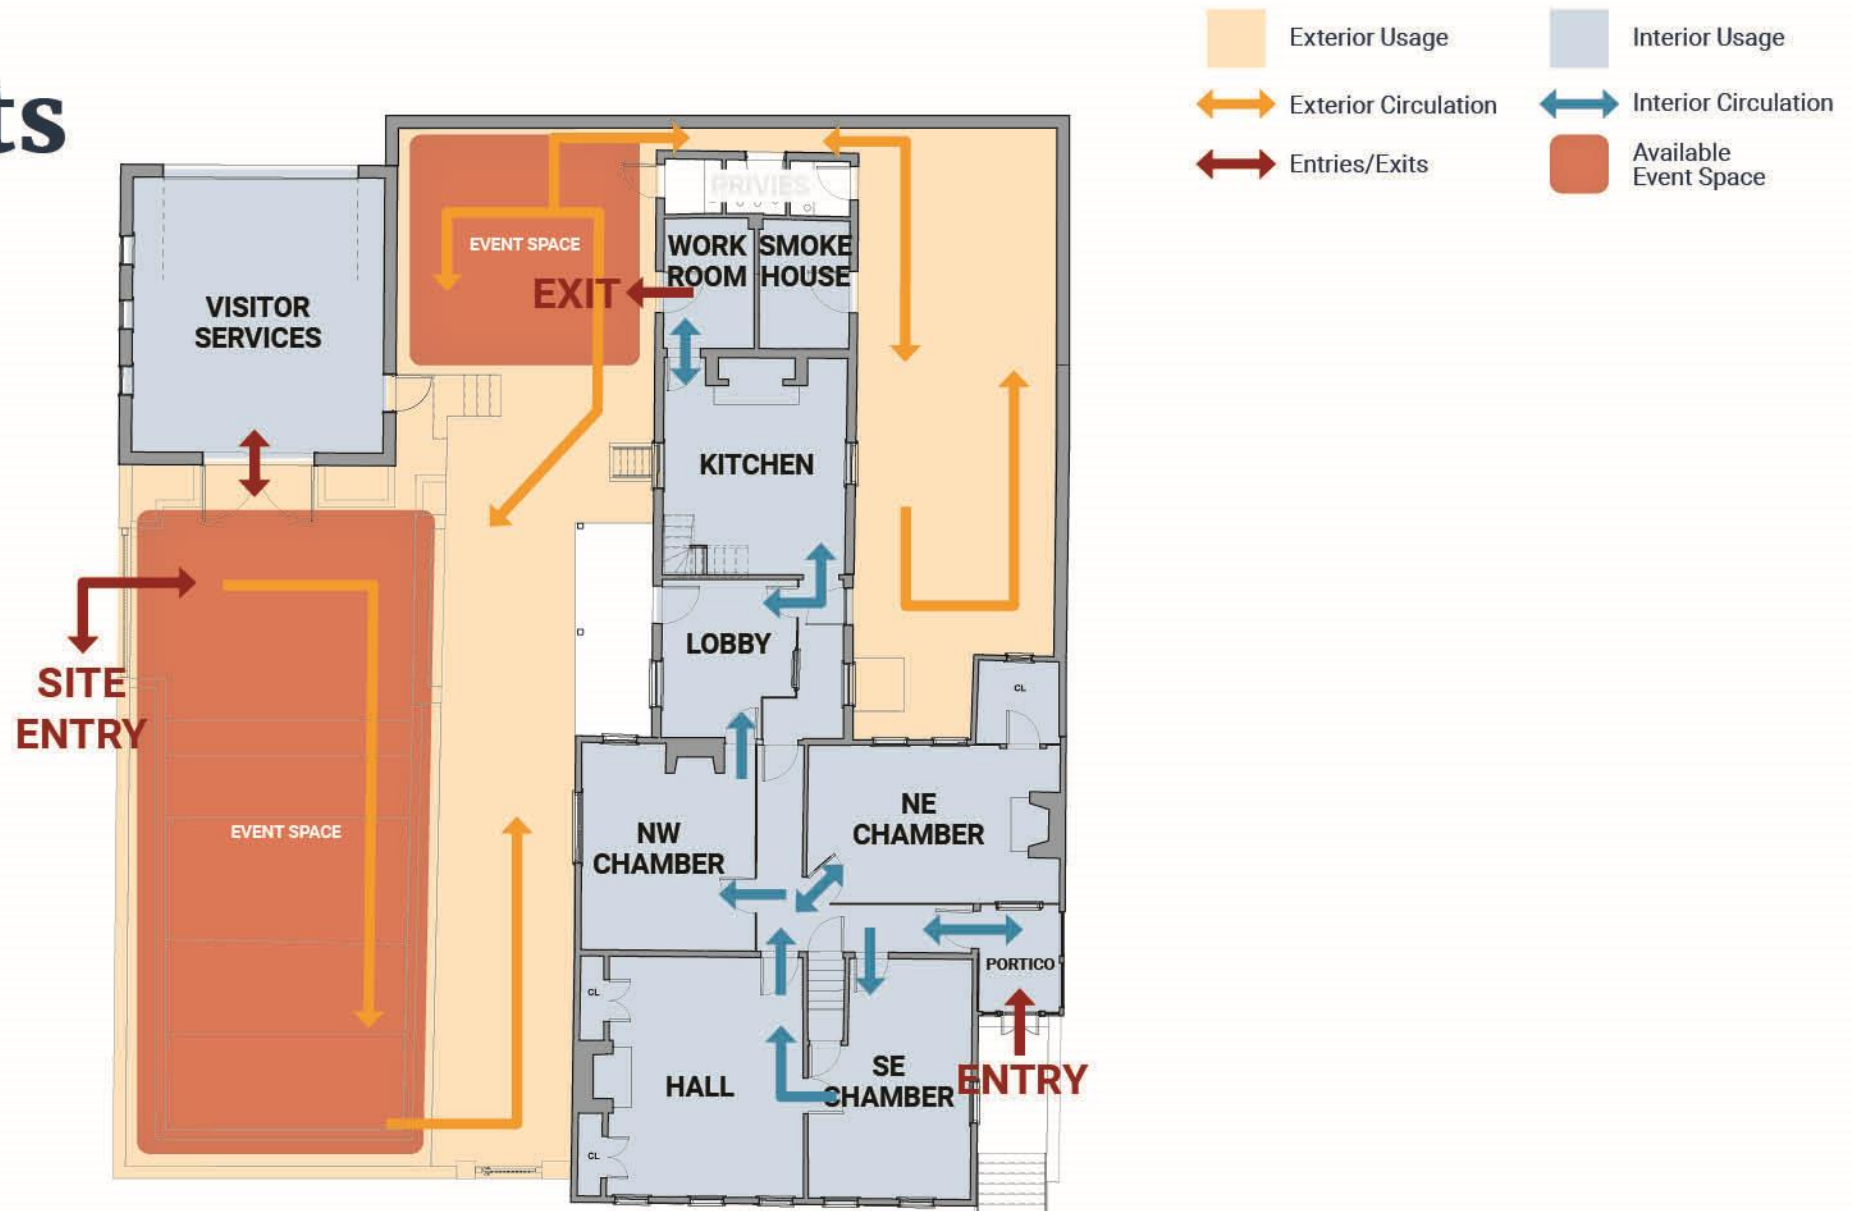 ts
Exterior Usage
Interior Usage
Exterior Circulation
Interior Circulation
Entries/Exits
Available
Event Space
PRIVIES
EVENT SPACE
WORK
ROOM
SMOKE
HOUSE
EXIT
VISITOR
SERVICES
KITCHEN
LOBBY
SITE
ENTRY
CL
EVENT SPACE
NW
CHAMBER
NE
CHAMBER
PORTICO
CL
HALL
SE
CHAMBER
ENTRY
CL